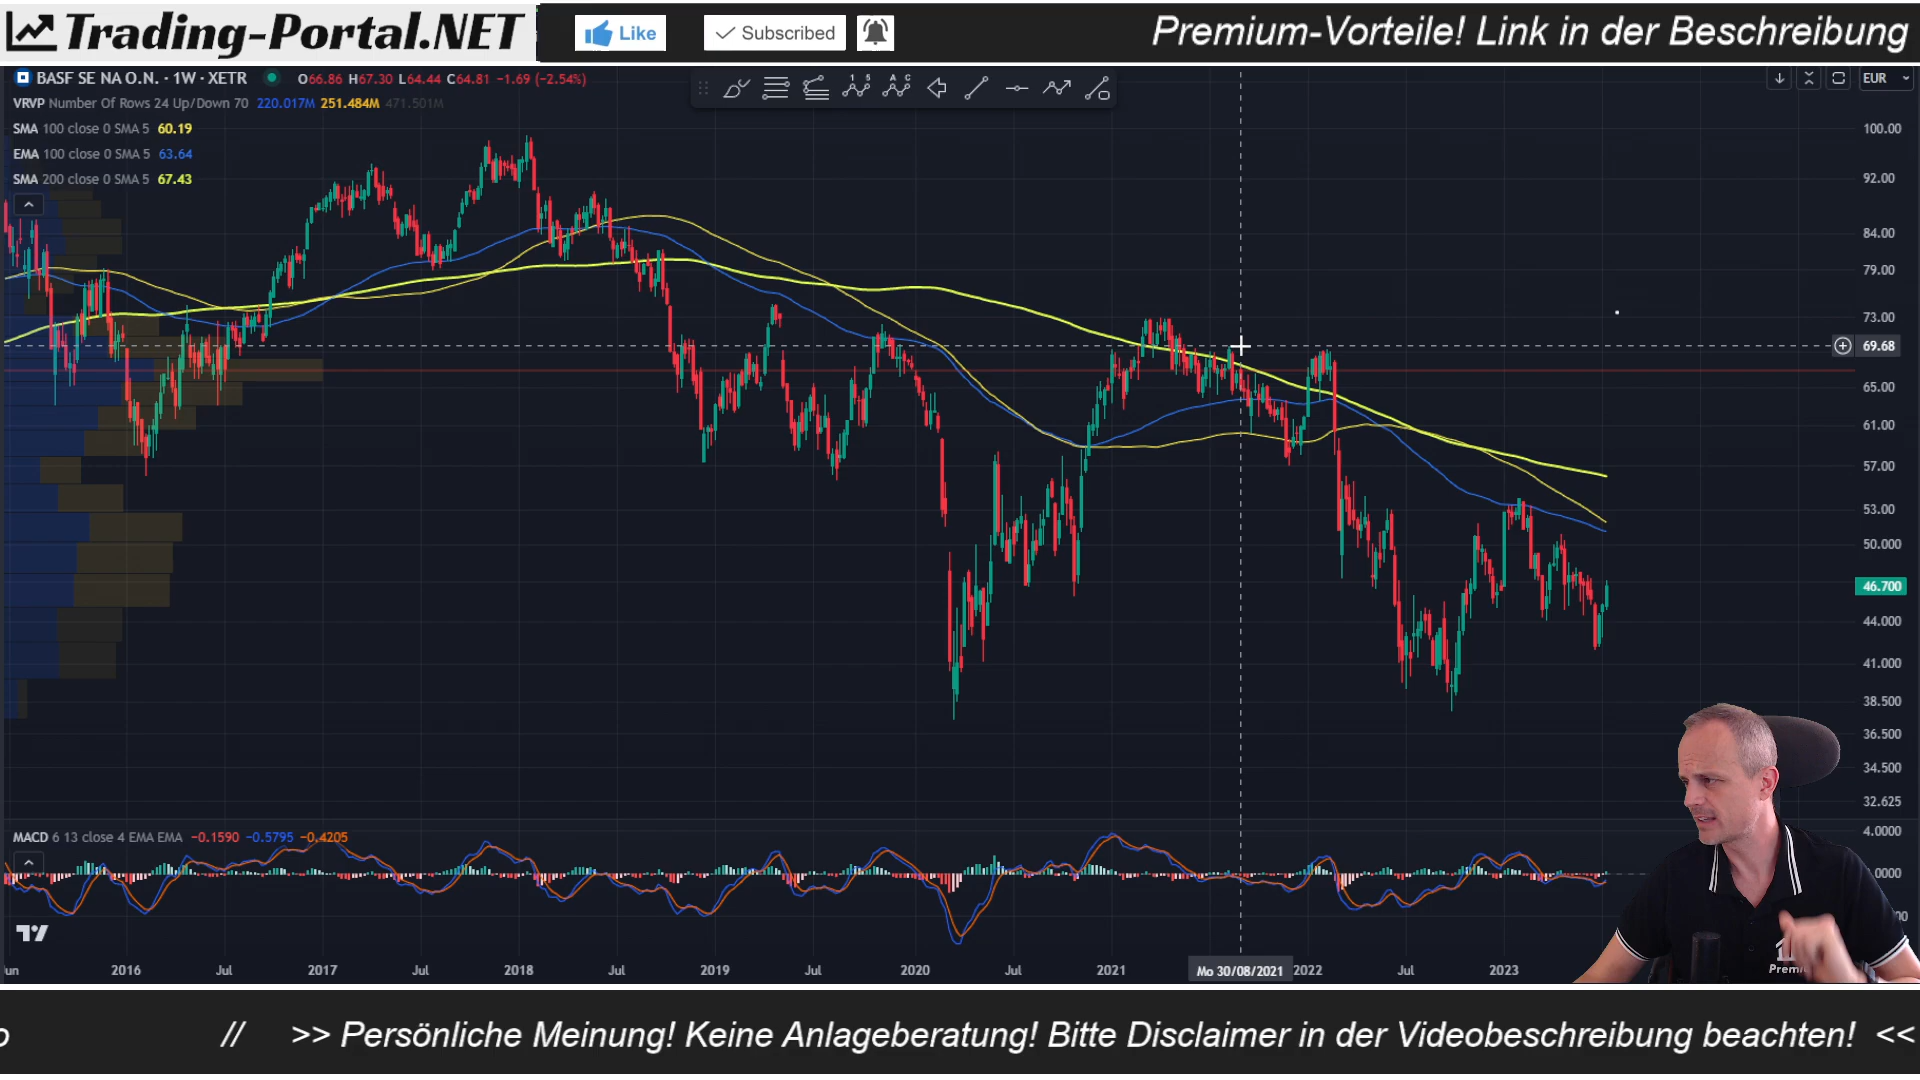 Trading-Portal.NET
Like
Subscribed
Premium-Vorteile! Link in der Beschreibung
BASF SE NA O.N. · 1W · XETR O66.86 H67.30 L64.44 C64.81 −1.69 (−2.54%)
EUR
VRVP Number Of Rows 24 Up/Down 70 220.017M 251.484M 471.501M
SMA 100 close 0 SMA 5 60.19
EMA 100 close 0 SMA 5 63.64
SMA 200 close 0 SMA 5 67.43
100.00
92.00
84.00
79.00
73.00
69.68
65.00
61.00
57.00
53.00
50.000
46.700
44.000
41.000
38.500
36.500
34.500
32.625
MACD 6 13 close 4 EMA EMA −0.1590 −0.5795 −0.4205
4.0000
2016 Jul 2017 Jul 2018 Jul 2019 Jul 2020 Jul 2021 Mo 30/08/2021 2022 Jul 2023
// >> Persönliche Meinung! Keine Anlageberatung! Bitte Disclaimer in der Videobeschreibung beachten! <<